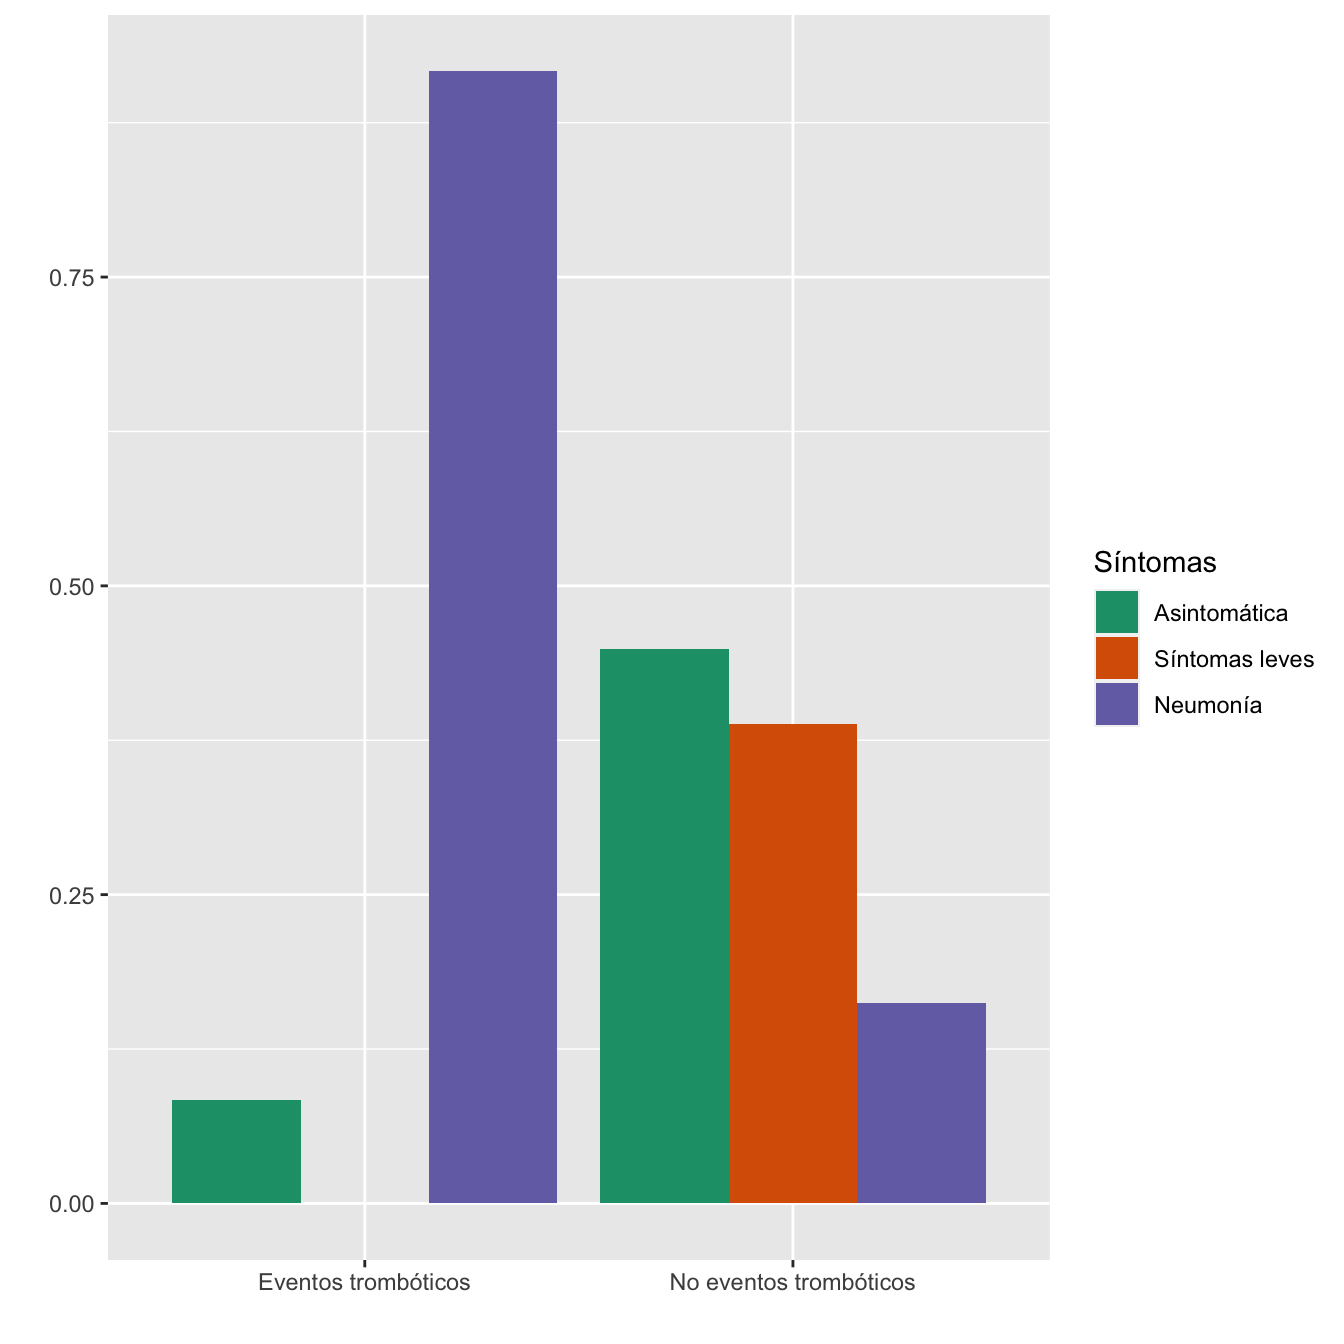 0.75
0.50
0.25
0.00
Eventos trombóticos
No eventos trombóticos
Síntomas
Asintomática
Síntomas leves
Neumonía